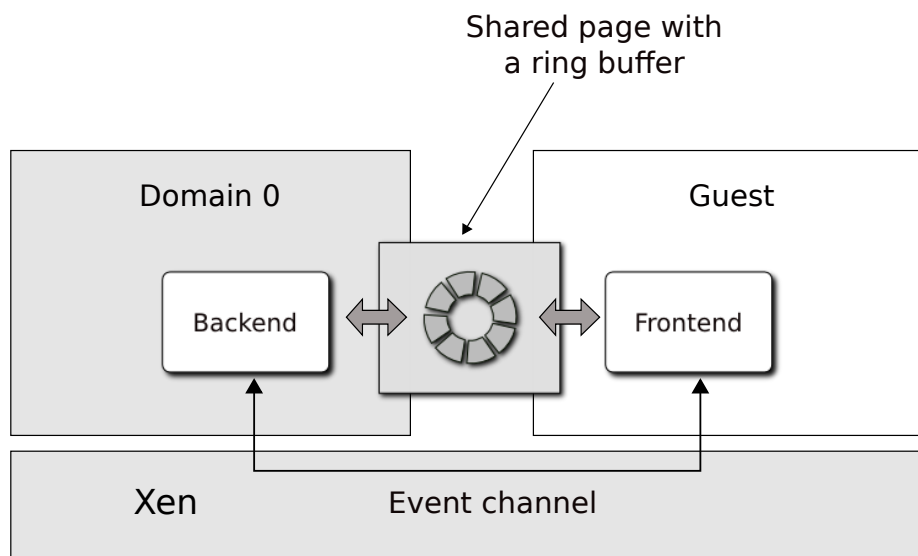 Shared page with
a ring buffer
Domain 0
Guest
Backend
Frontend
Xen
Event channel